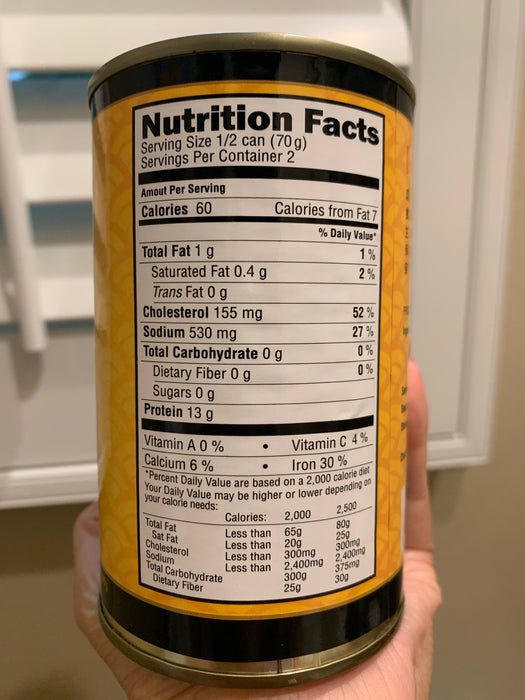 Nutrition Facts
Serving Size 1/2 can (70g)
Servings Per Container 2
Amout Per Serving
Calories 60 Calories from Fat 7
% Daily Value*
Total Fat 1 g 1 %
Saturated Fat 0.4 g 2 %
Trans Fat 0 g
Cholesterol 155 mg 52 %
Sodium 530 mg 27 %
Total Carbohydrate 0 g 0 %
Dietary Fiber 0 g 0 %
Sugars 0 g
Protein 13 g
Vitamin A 0 % • Vitamin C 4 %
Calcium 6 % • Iron 30 %
*Percent Daily Value are based on a 2,000 calorie diet
Your Daily Value may be higher or lower depending on
your calorie needs:
Calories: 2,000 2,500
Total Fat Less than 65g 80g
Sat Fat Less than 20g 25g
Cholesterol Less than 300mg 300mg
Sodium Less than 2,400mg 2,400mg
Total Carbohydrate 300g 375mg
Dietary Fiber 25g 30g